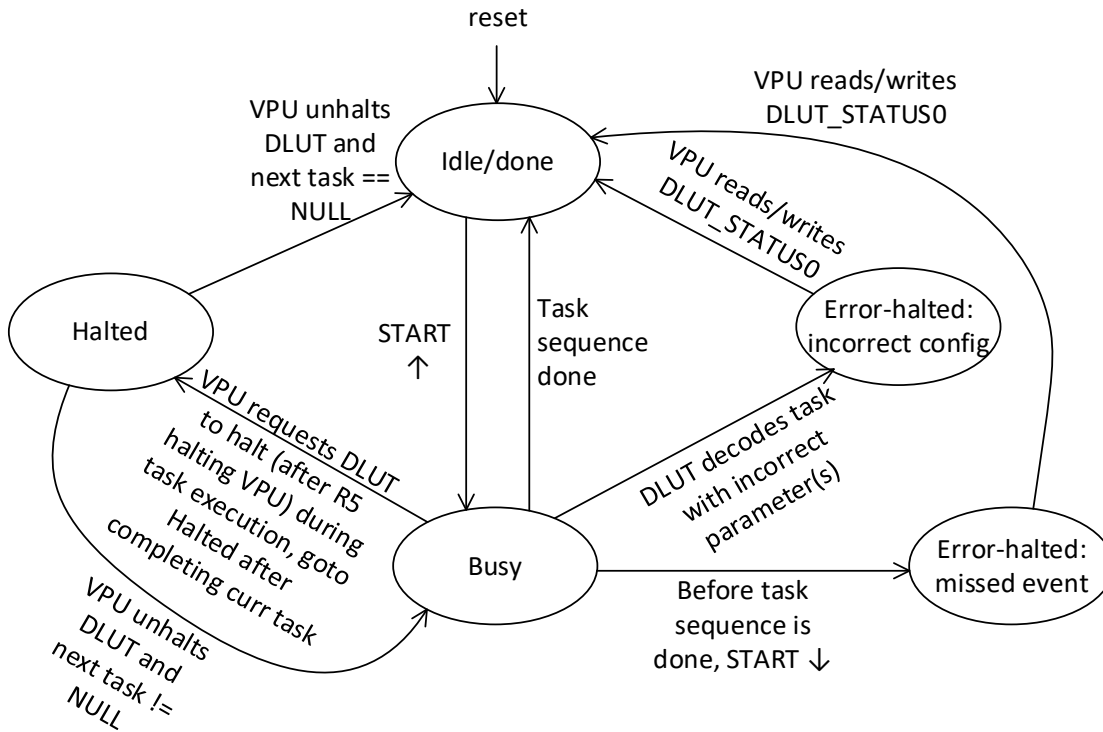 reset
VPU reads/writes
DLUT_STATUS0
VPU unhalts
DLUT and
next task ==
NULL
Idle/done
VPU reads/writes
DLUT_STATUS0
Halted
START
↑
Task
sequence
done
Error-halted:
incorrect config
VPU requests DLUT
to halt (after R5
halting VPU) during
task execution, goto
Halted after
completing curr task
DLUT decodes task
with incorrect
parameter(s)
Busy
Error-halted:
missed event
VPU unhalts
DLUT and
next task !=
NULL
Before task
sequence is
done, START ↓